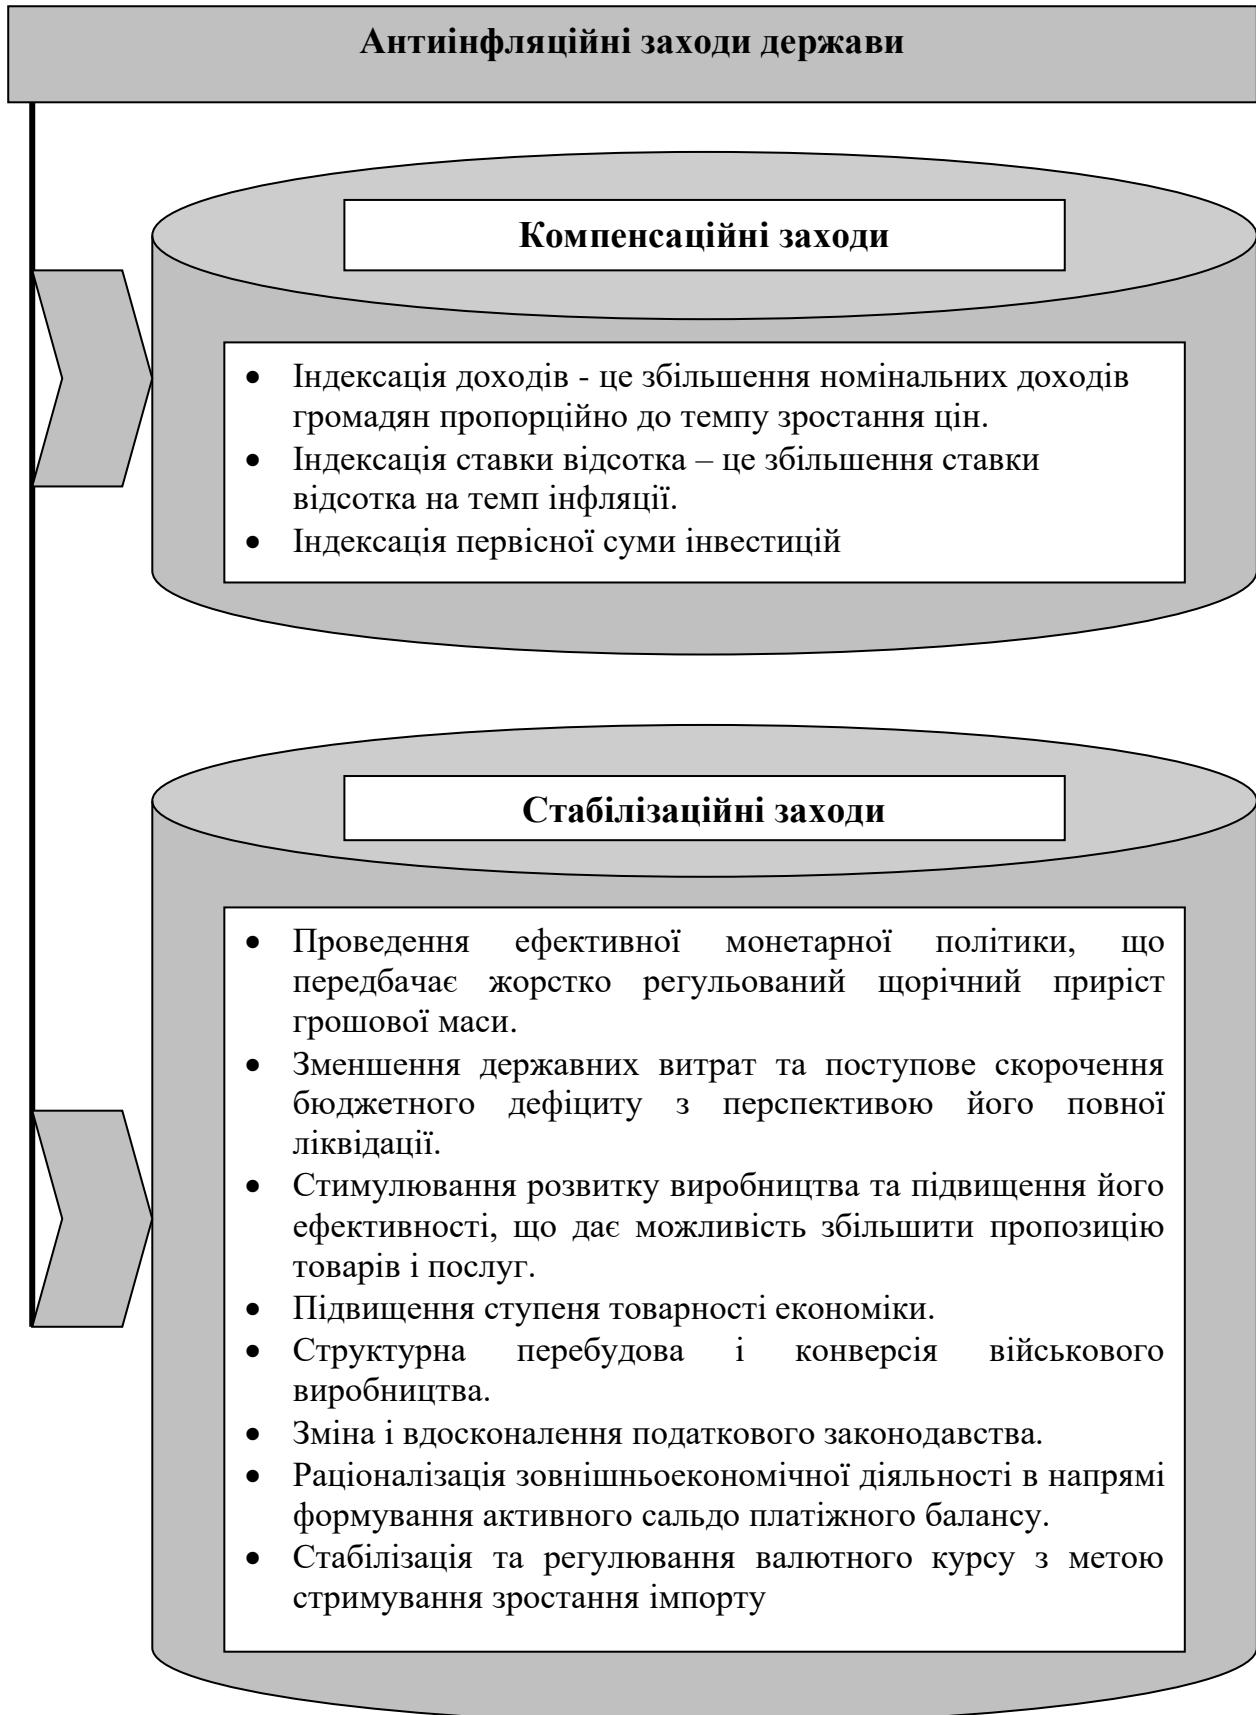 Антиінфляційні заходи держави
Компенсаційні заходи
• Індексація доходів - це збільшення номінальних доходів
громадян пропорційно до темпу зростання цін.
• Індексація ставки відсотка – це збільшення ставки
відсотка на темп інфляції.
• Індексація первісної суми інвестицій
Стабілізаційні заходи
• Проведення ефективної монетарної політики, що
передбачає жорстко регульований щорічний приріст
грошової маси.
• Зменшення державних витрат та поступове скорочення
бюджетного дефіциту з перспективою його повної
ліквідації.
• Стимулювання розвитку виробництва та підвищення його
ефективності, що дає можливість збільшити пропозицію
товарів і послуг.
• Підвищення ступеня товарності економіки.
• Структурна перебудова і конверсія військового
виробництва.
• Зміна і вдосконалення податкового законодавства.
• Раціоналізація зовнішньоекономічної діяльності в напрямі
формування активного сальдо платіжного балансу.
• Стабілізація та регулювання валютного курсу з метою
стримування зростання імпорту